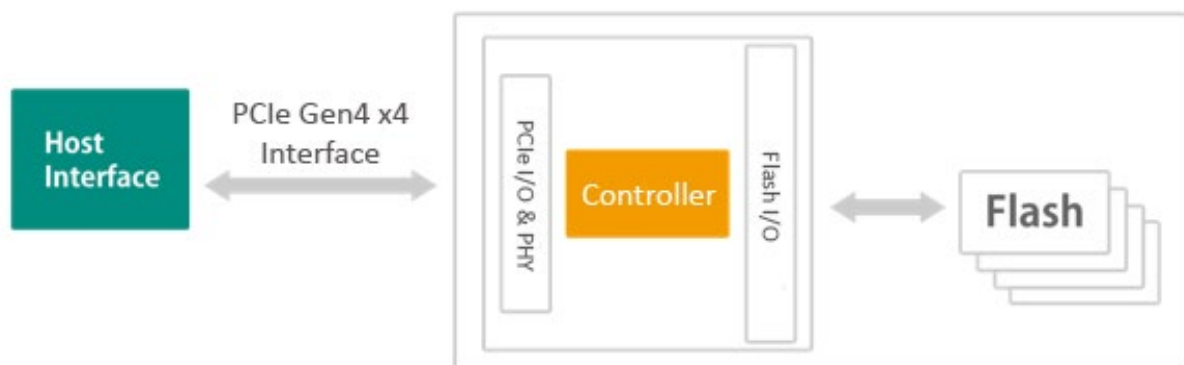 Host
Interface
PCIe Gen4 x4
Interface
PCIe I/O & PHY
Controller
Flash I/O
Flash